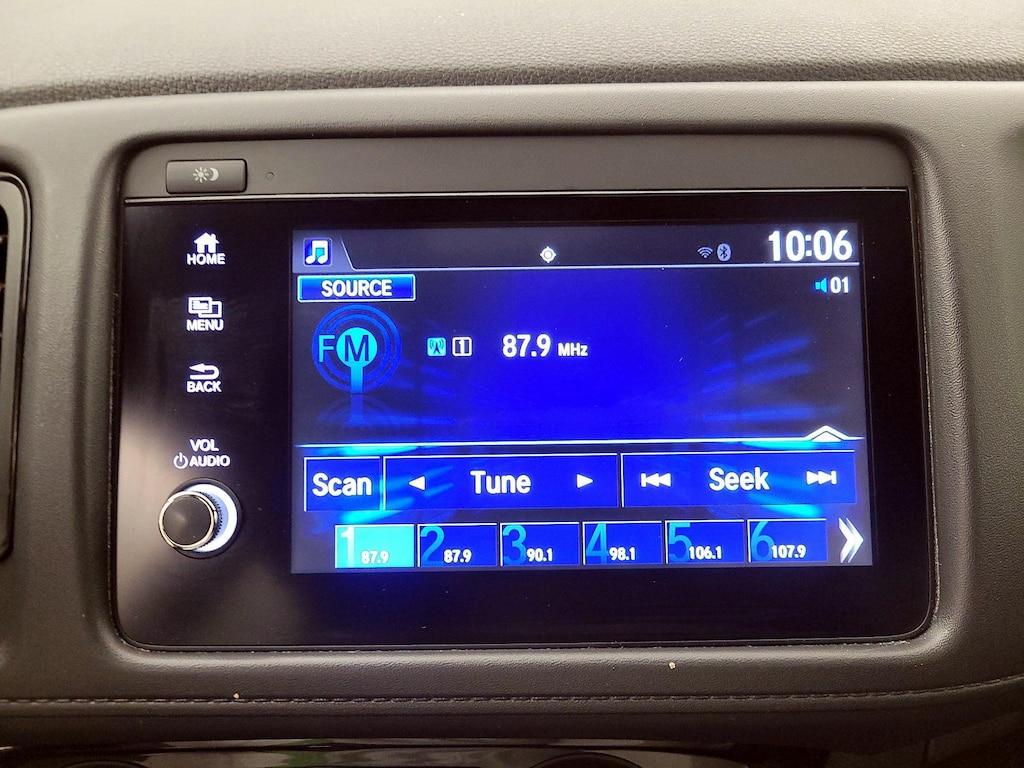 HOME
MENU
BACK
VOL
AUDIO
10:06
SOURCE
01
FM
1
87.9 MHz
Scan
Tune
Seek
1 87.9
2 87.9
3 90.1
4 98.1
5 106.1
6 107.9